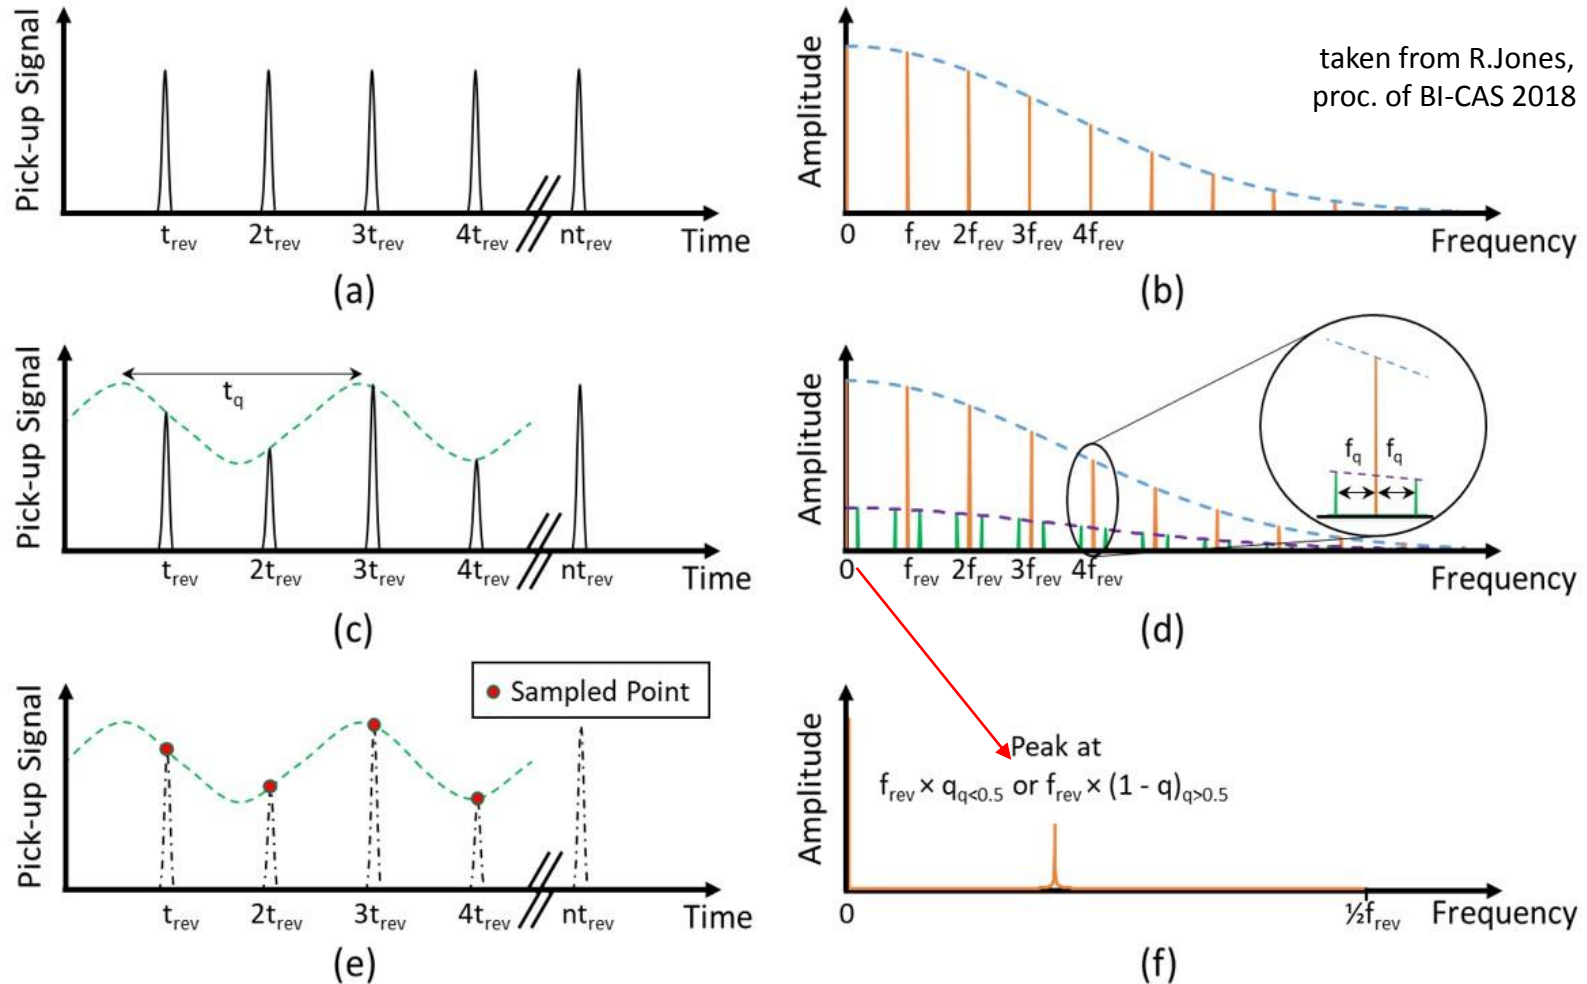 Pick-up Signal
t_rev 2t_rev 3t_rev 4t_rev nt_rev Time
(a)
Amplitude
taken from R.Jones,
proc. of BI-CAS 2018
0 f_rev 2f_rev 3f_rev 4f_rev Frequency
(b)
Pick-up Signal
t_q
t_rev 2t_rev 3t_rev 4t_rev nt_rev Time
(c)
Amplitude
f_q f_q
0 f_rev 2f_rev 3f_rev 4f_rev Frequency
(d)
Pick-up Signal
Sampled Point
t_rev 2t_rev 3t_rev 4t_rev nt_rev Time
(e)
Amplitude
Peak at
f_rev × q_q<0.5 or f_rev × (1 - q)_q>0.5
0 ½f_rev Frequency
(f)